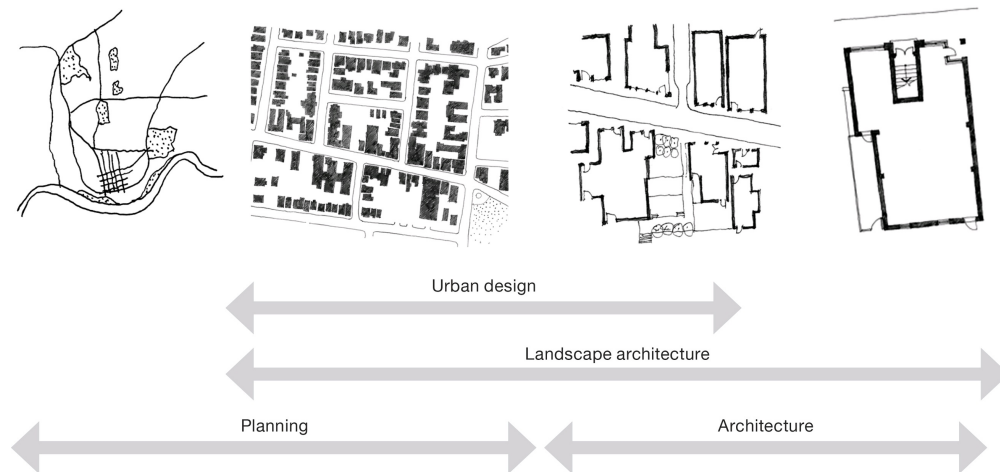 Urban design
Landscape architecture
Planning
Architecture